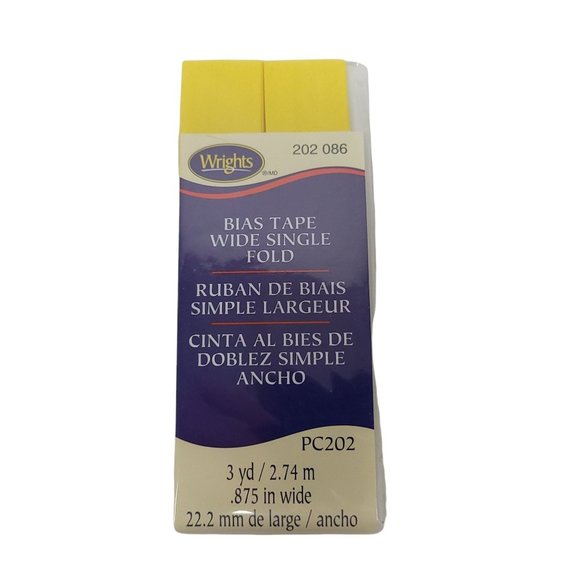 Wrights
®/MD
202 086
BIAS TAPE
WIDE SINGLE
FOLD
RUBAN DE BIAIS
SIMPLE LARGEUR
CINTA AL BIES DE
DOBLEZ SIMPLE
ANCHO
PC202
3 yd / 2.74 m
.875 in wide
22.2 mm de large / ancho